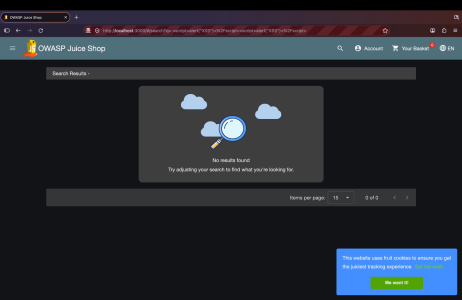 OWASP Juice Shop
OWASP Juice Shop
Account
Your Basket
EN
Search Results -
No results found
Try adjusting your search to find what you're looking for.
Items per page: 15
0 of 0
This website uses fruit cookies to ensure you get
the juiciest tracking experience.
Me want it!